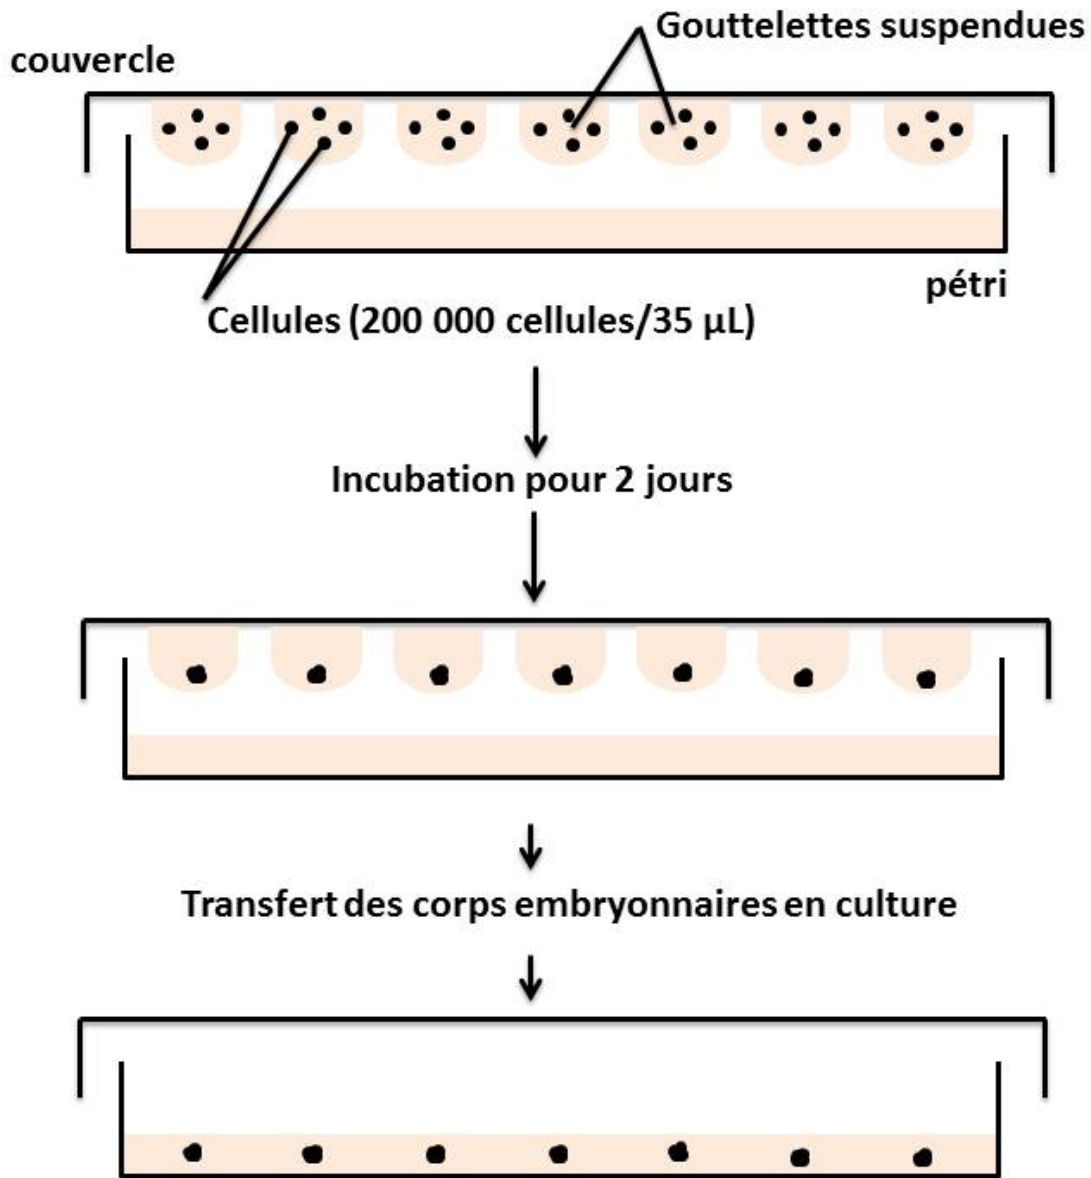 Gouttelettes suspendues
couvercle
pétri
Cellules (200 000 cellules/35 µL)
Incubation pour 2 jours
Transfert des corps embryonnaires en culture